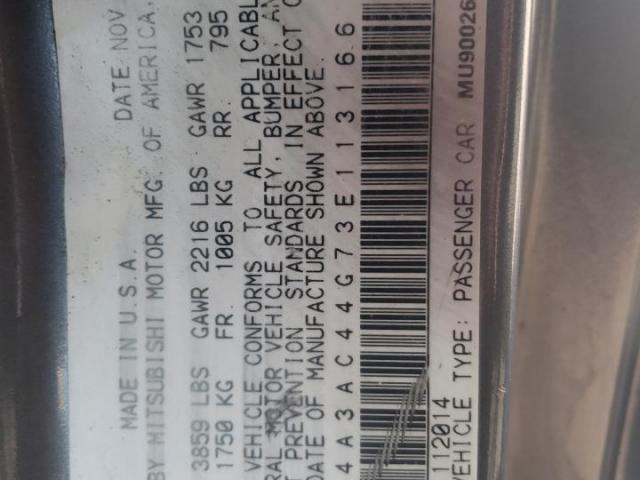 MADE IN U.S.A. DATE NOV
BY MITSUBISHI MOTOR MFG. OF AMERICA,
3859 LBS GAWR 2216 LBS GAWR 1753
1750 KG FR. 1005 KG RR. 795
VEHICLE CONFORMS TO ALL APPLICABL
RAL MOTOR VEHICLE SAFETY, BUMPER, AN
T PREVENTION STANDARDS IN EFFECT O
DATE OF MANUFACTURE SHOWN ABOVE.
4A3AC44G73E113166
112014
VEHICLE TYPE: PASSENGER CAR MU90026